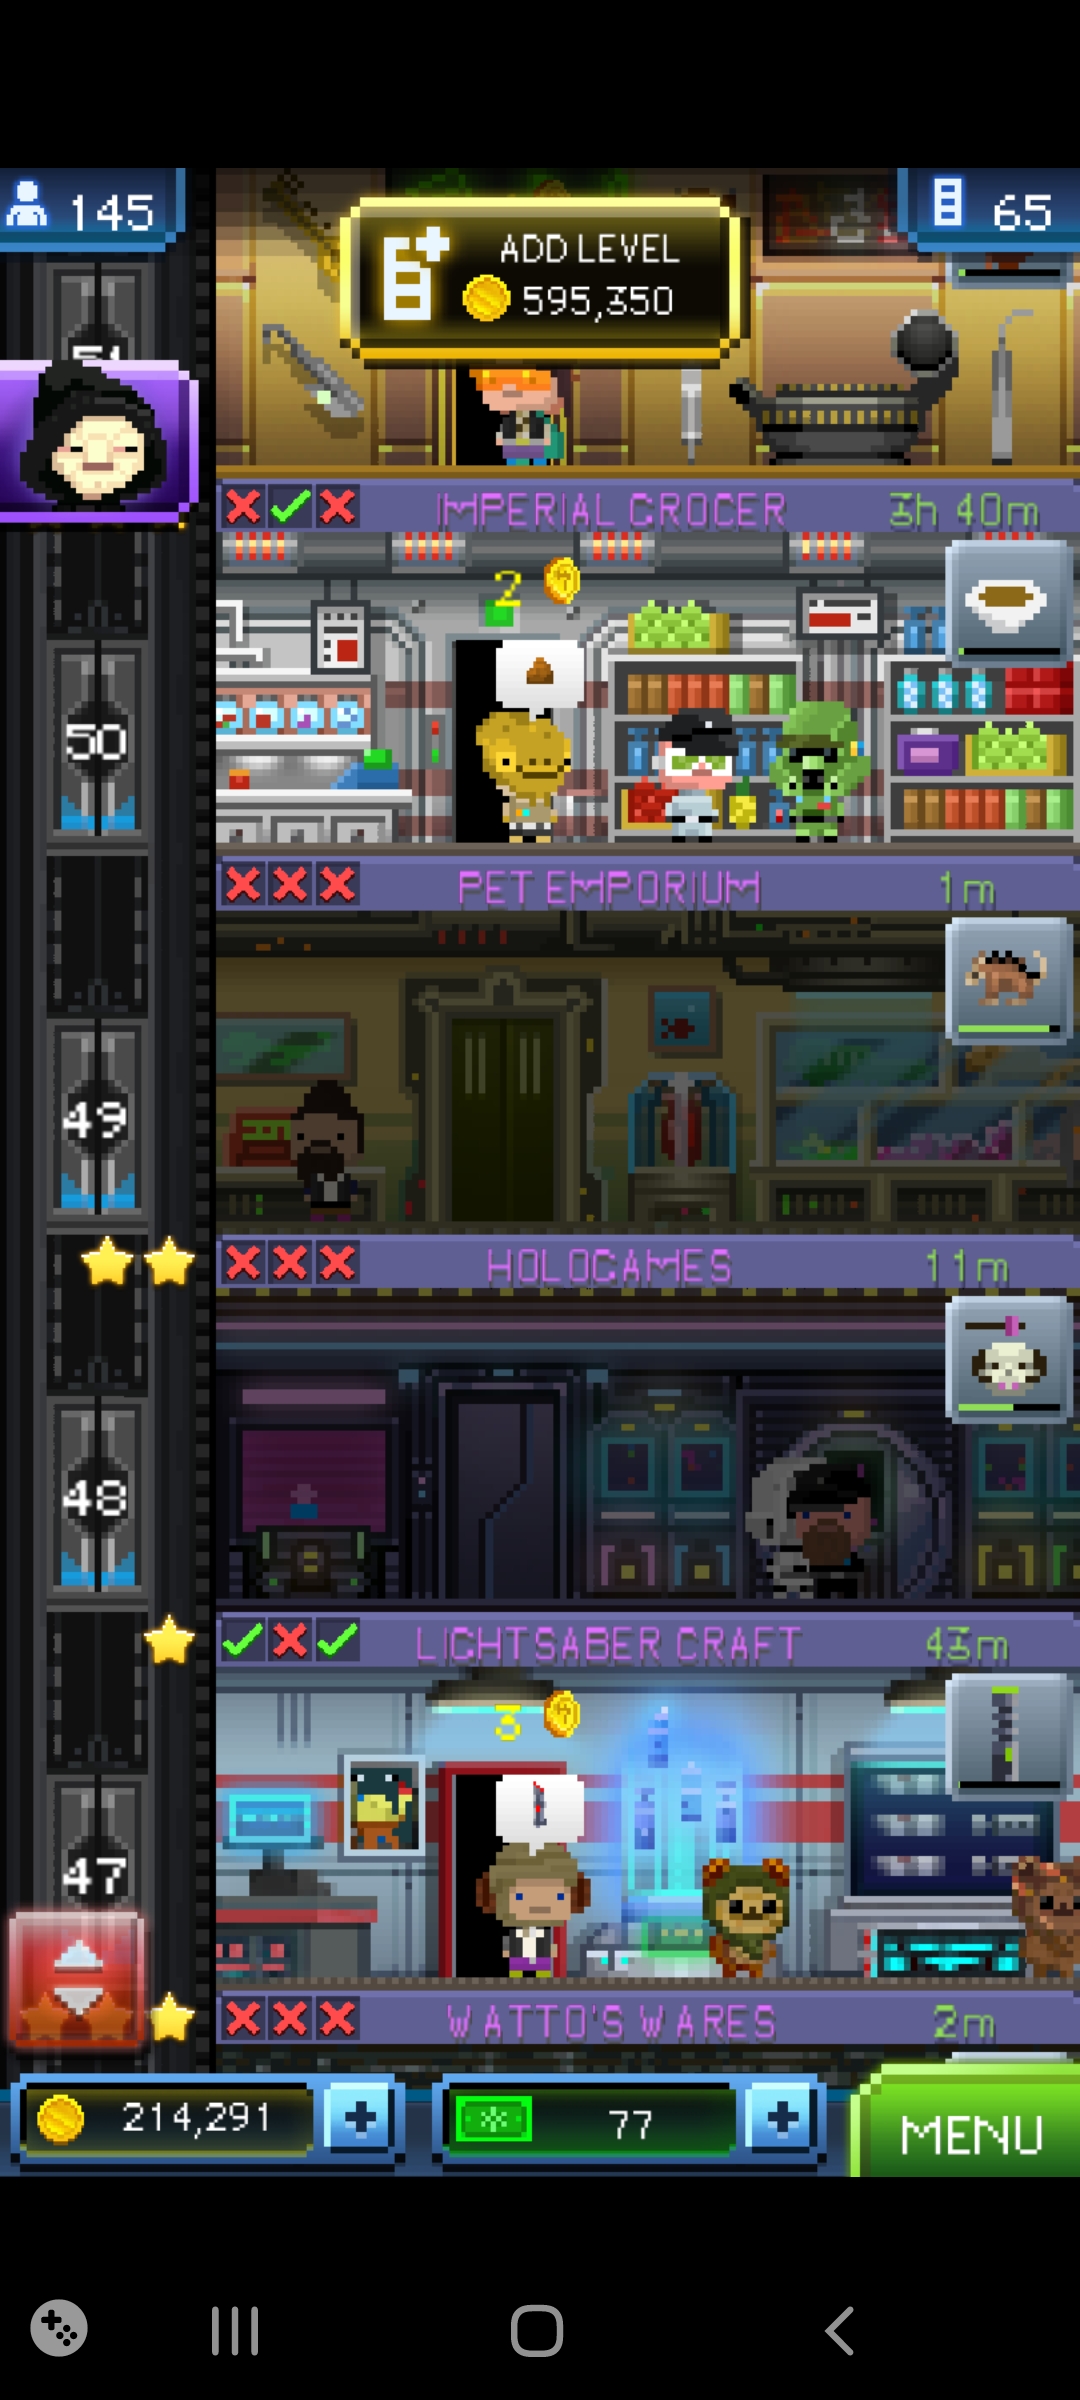 145
65
ADD LEVEL
595,350
51
IMPERIAL GROCER 3h 40m
2
50
PET EMPORIUM 1m
49
HOLOGAMES 11m
48
LIGHTSABER CRAFT 43m
3
47
WATTO'S WARES 2m
214,291
77
MENU